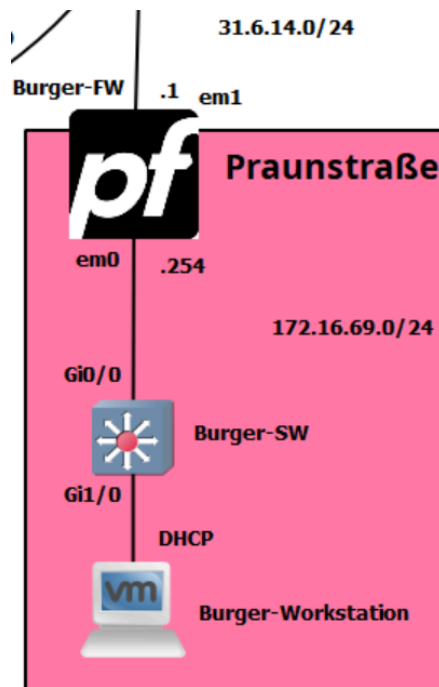 31.6.14.0/24
Burger-FW
.1
em1
pf
Praunstraße
em0
.254
172.16.69.0/24
Gi0/0
Burger-SW
Gi1/0
DHCP
vm
Burger-Workstation